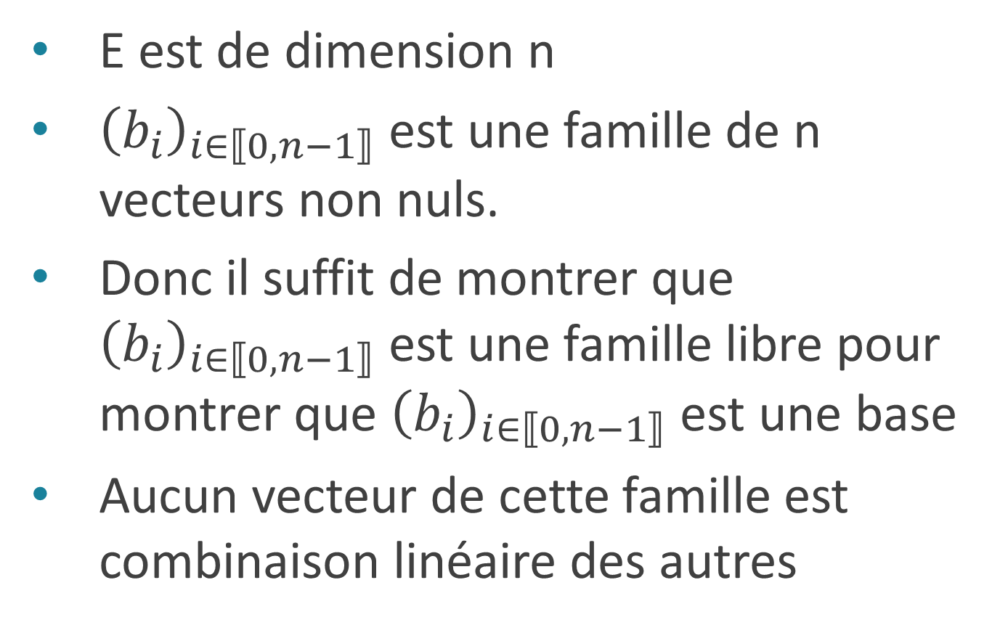 • E est de dimension n
• $(b_i)_{i \in ⟦0,n-1⟧}$ est une famille de n
vecteurs non nuls.
• Donc il suffit de montrer que
$(b_i)_{i \in ⟦0,n-1⟧}$ est une famille libre pour
montrer que $(b_i)_{i \in ⟦0,n-1⟧}$ est une base
• Aucun vecteur de cette famille est
combinaison linéaire des autres